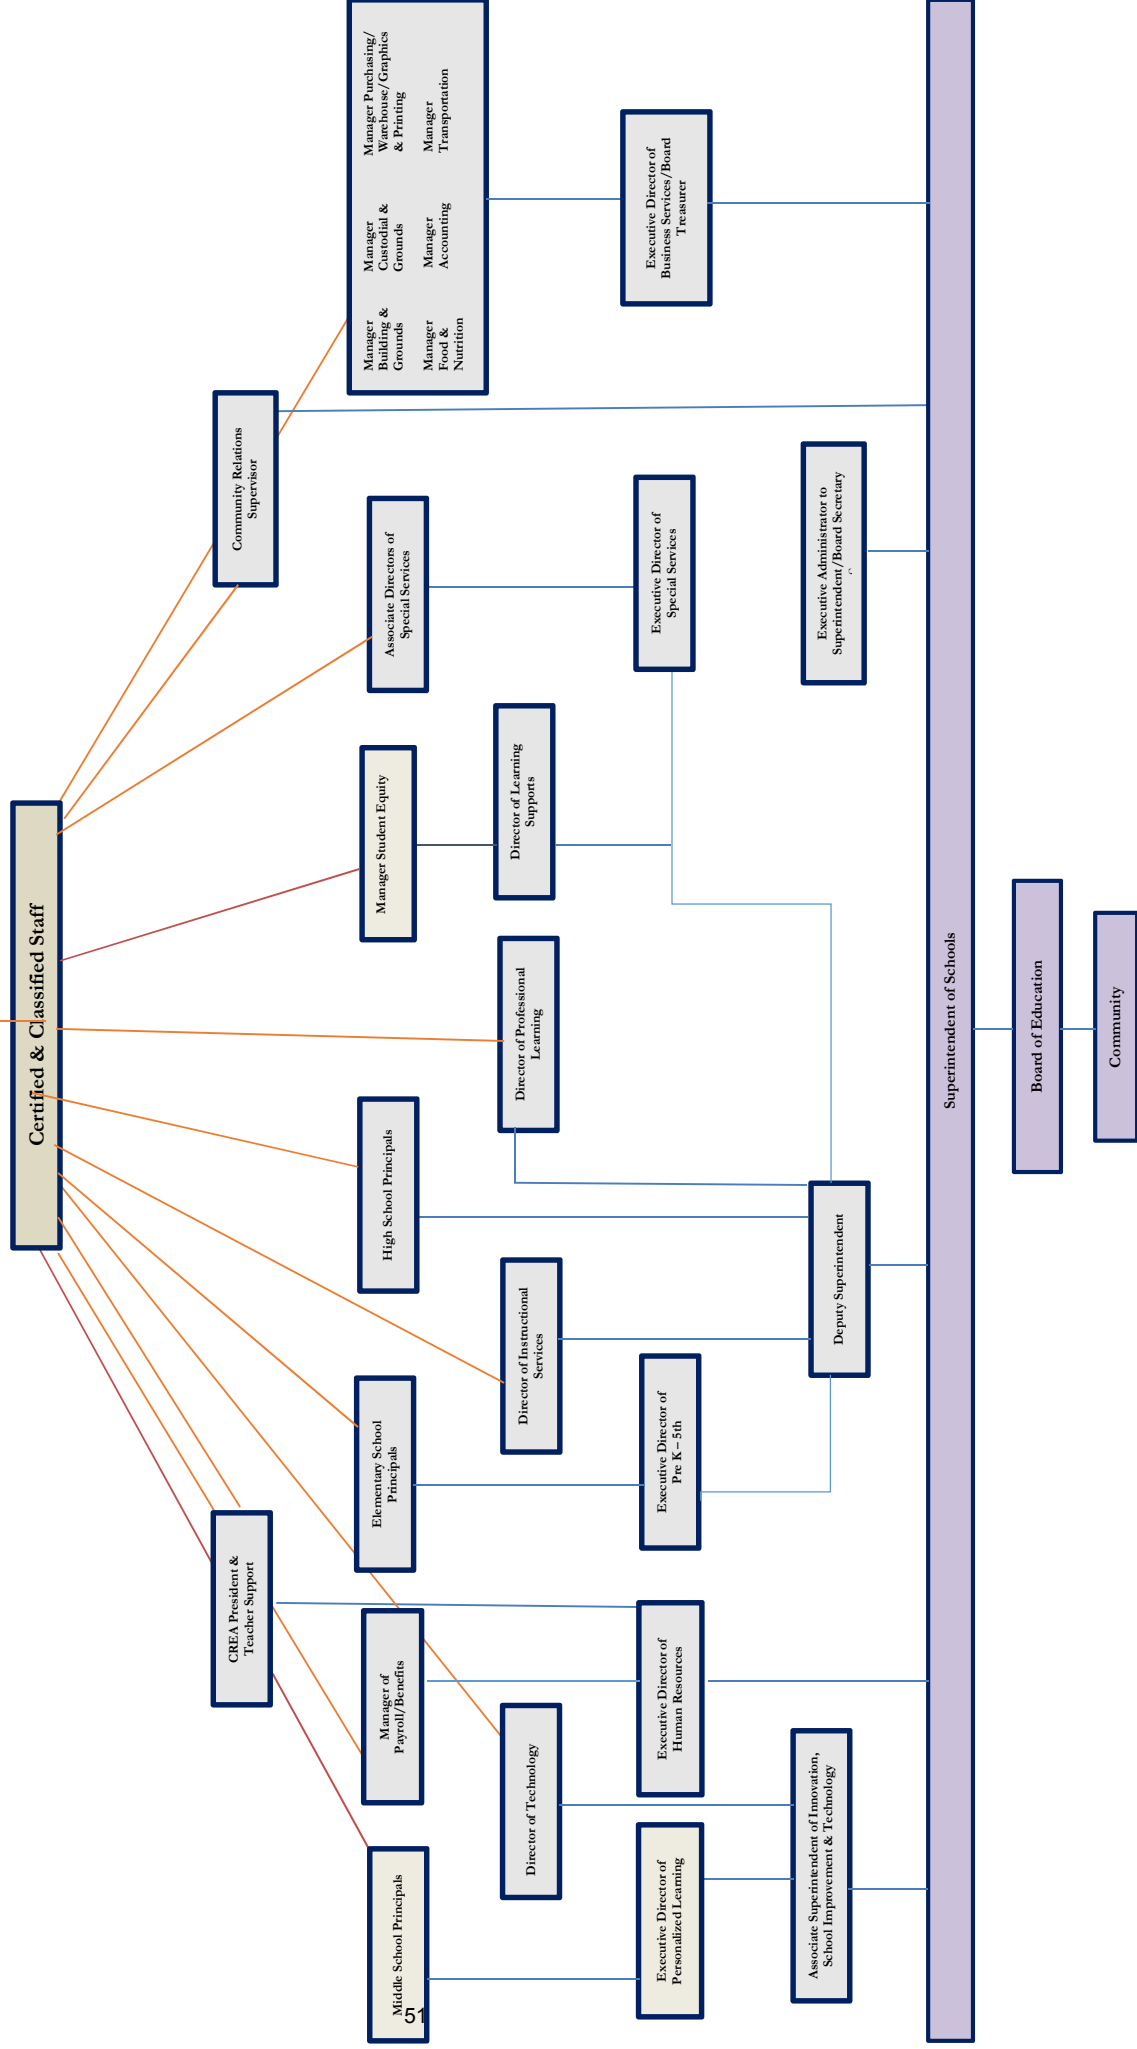 Certified & Classified Staff
CREA President &
Teacher Support
Community Relations
Supervisor
Middle School Principals
Manager of
Payroll/Benefits
Elementary School
Principals
High School Principals
Manager Student Equity
Associate Directors of
Special Services
Manager
Building &
Grounds
Manager
Custodial &
Grounds
Manager Purchasing/
Warehouse/Graphics
& Printing
Manager
Food &
Nutrition
Manager
Accounting
Manager
Transportation
Director of Technology
Director of Instructional
Services
Director of Professional
Learning
Director of Learning
Supports
Executive Director of
Personalized Learning
Executive Director of
Human Resources
Executive Director of
Pre K – 5th
Executive Director of
Special Services
Executive Director of
Business Services/Board
Treasurer
Associate Superintendent of Innovation,
School Improvement & Technology
Deputy Superintendent
Executive Administrator to
Superintendent/Board Secretary
Superintendent of Schools
Board of Education
Community
51